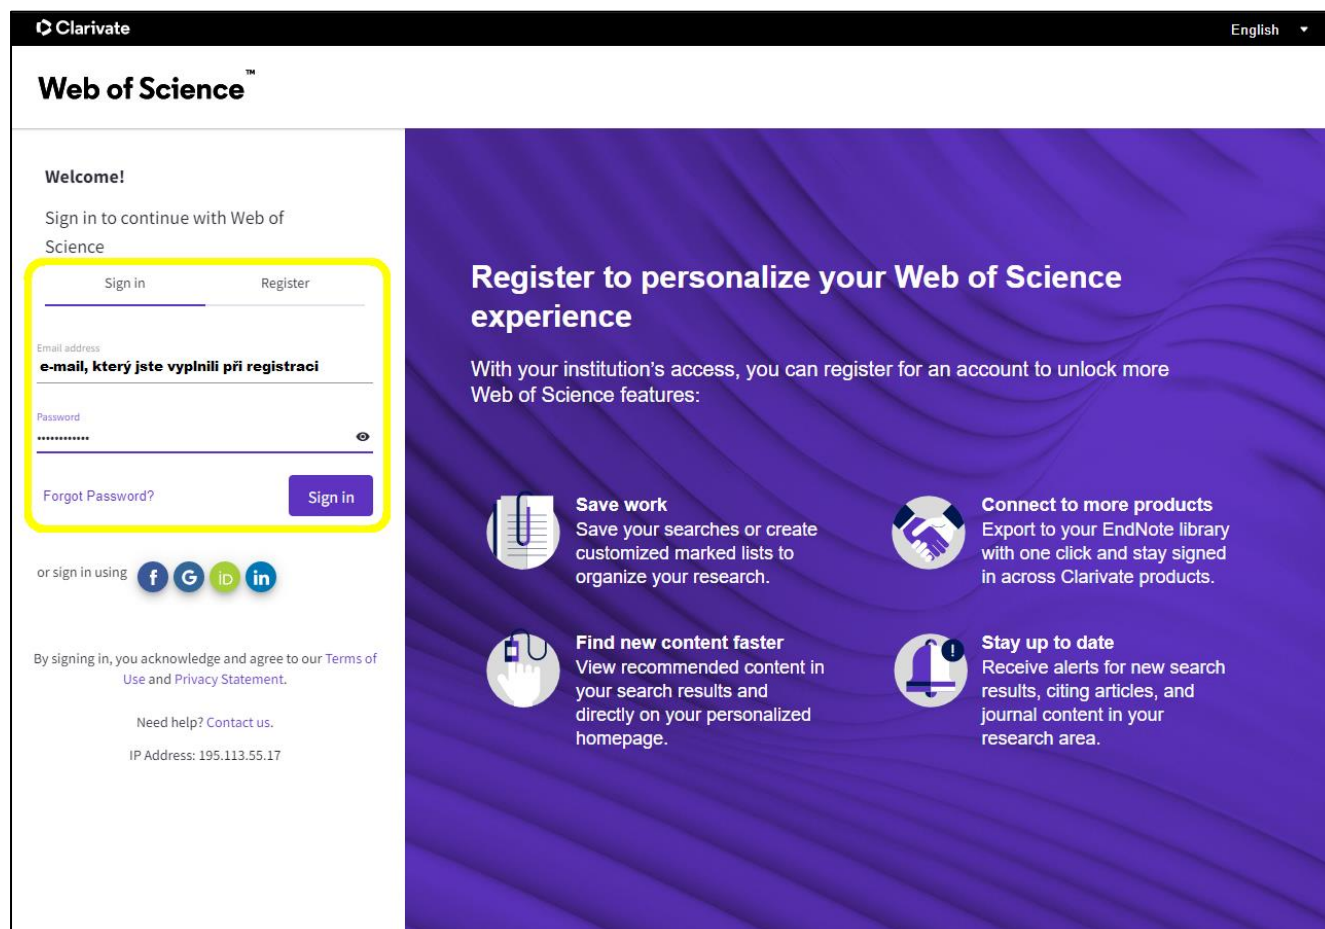 Clarivate
English
Web of Science™
Welcome!
Sign in to continue with Web of
Science
Sign in
Register
Email address
e-mail, který jste vyplnili při registraci
Password
••••••••••••
Forgot Password?
Sign in
or sign in using
f
G
iD
in
By signing in, you acknowledge and agree to our Terms of
Use and Privacy Statement.
Need help? Contact us.
IP Address: 195.113.55.17
Register to personalize your Web of Science
experience
With your institution's access, you can register for an account to unlock more
Web of Science features:
Save work
Save your searches or create
customized marked lists to
organize your research.
Connect to more products
Export to your EndNote library
with one click and stay signed
in across Clarivate products.
Find new content faster
View recommended content in
your search results and
directly on your personalized
homepage.
Stay up to date
Receive alerts for new search
results, citing articles, and
journal content in your
research area.